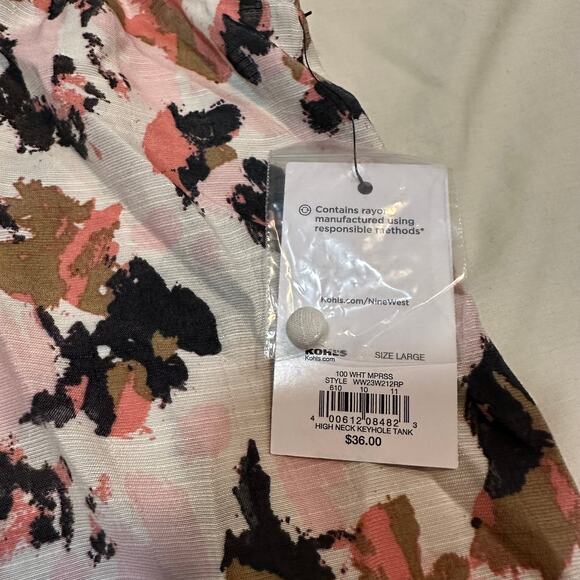 Contains rayon
manufactured using
responsible methods*
Kohls.com/NineWest
KOHL'S
Kohls.com
SIZE LARGE
100 WHT MPRSS
STYLE WW23W212RP
610 10 11
4 00612 08482 3
HIGH NECK KEYHOLE TANK
$36.00